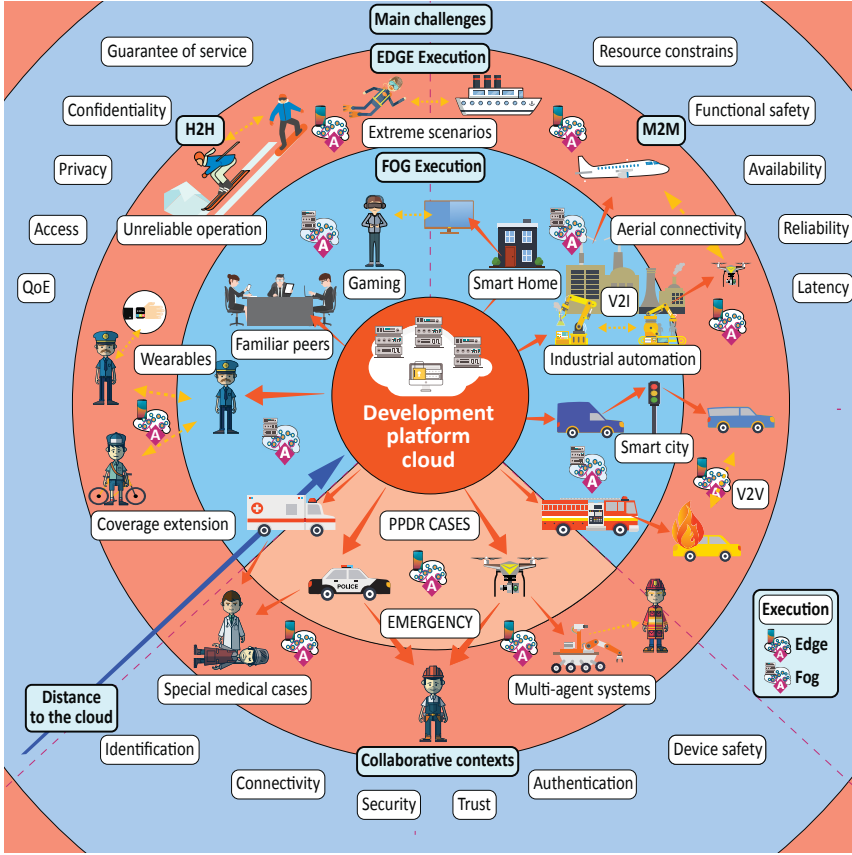 Main challenges
Guarantee of service
EDGE Execution
Resource constrains
Confidentiality
H2H
Extreme scenarios
M2M
Functional safety
A
A
Privacy
FOG Execution
Availability
Access
Unreliable operation
A
A
Aerial connectivity
Reliability
QoE
Gaming
Smart Home
Latency
V2I
A
Familiar peers
Wearables
Industrial automation
Development
platform
cloud
A
A
Smart city
A
A
V2V
Coverage extension
PPDR CASES
A
POLICE
EMERGENCY
A
A
Execution
A
Edge
A
Fog
Distance
to the cloud
Special medical cases
Multi-agent systems
Identification
Collaborative contexts
Device safety
Connectivity
Authentication
Security
Trust